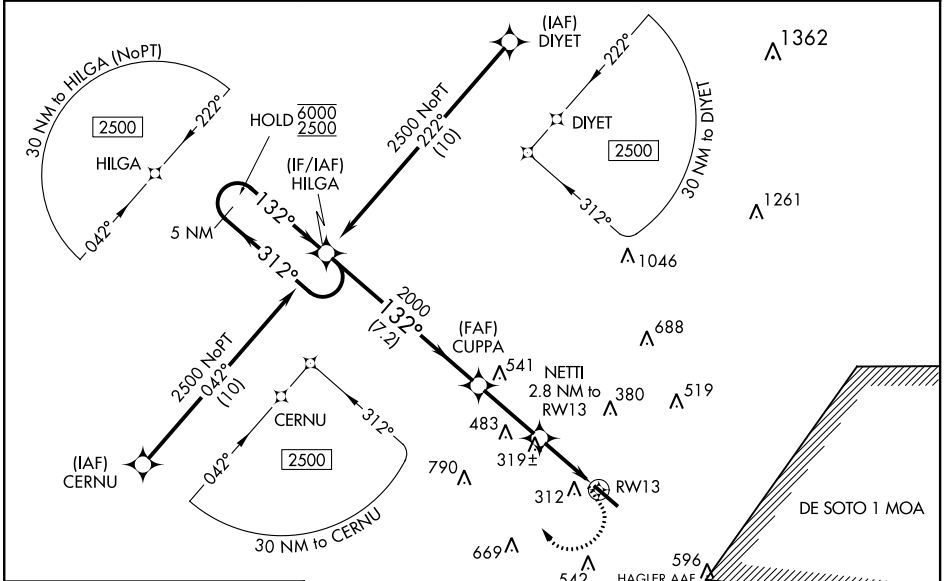 30 NM to HILGA (NoPT)
2500
222°
HILGA
042°
HOLD
6000
2500
(IF/IAF)
HILGA
132°
5 NM
312°
(IAF)
DIYET
2500 NoPT
222°
(10)
222°
DIYET
2500
312°
30 NM to DIYET
1362
1261
1046
2500 NoPT
042°
(10)
(IAF)
CERNU
CERNU
042°
312°
2500
30 NM to CERNU
2000
132°
(7.2)
(FAF)
CUPPA
541
NETTI
2.8 NM to
RW13
688
380
519
483
319±
790
312
RW13
669
542
596
HAGLER AAF
DE SOTO 1 MOA